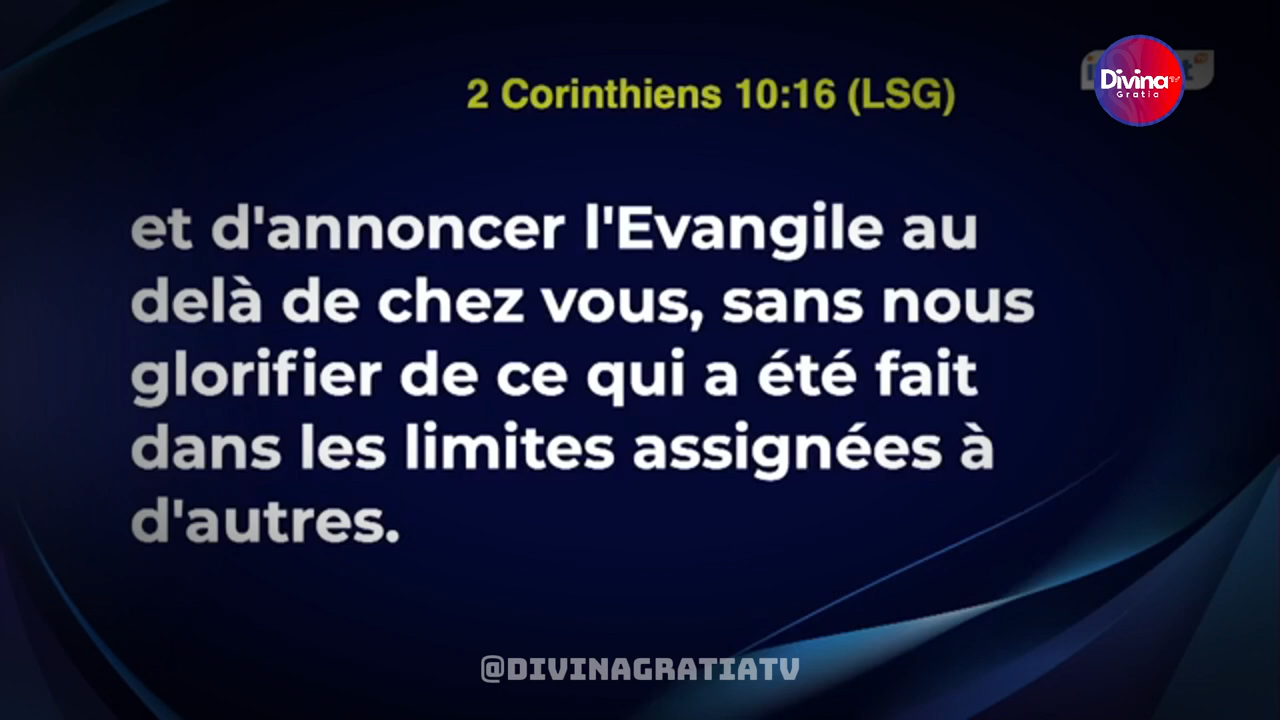 2 Corinthiens 10:16 (LSG)
Divina TV
Gratia
et d'annoncer l'Evangile au
delà de chez vous, sans nous
glorifier de ce qui a été fait
dans les limites assignées à
d'autres.
@DIVINAGRATIATV